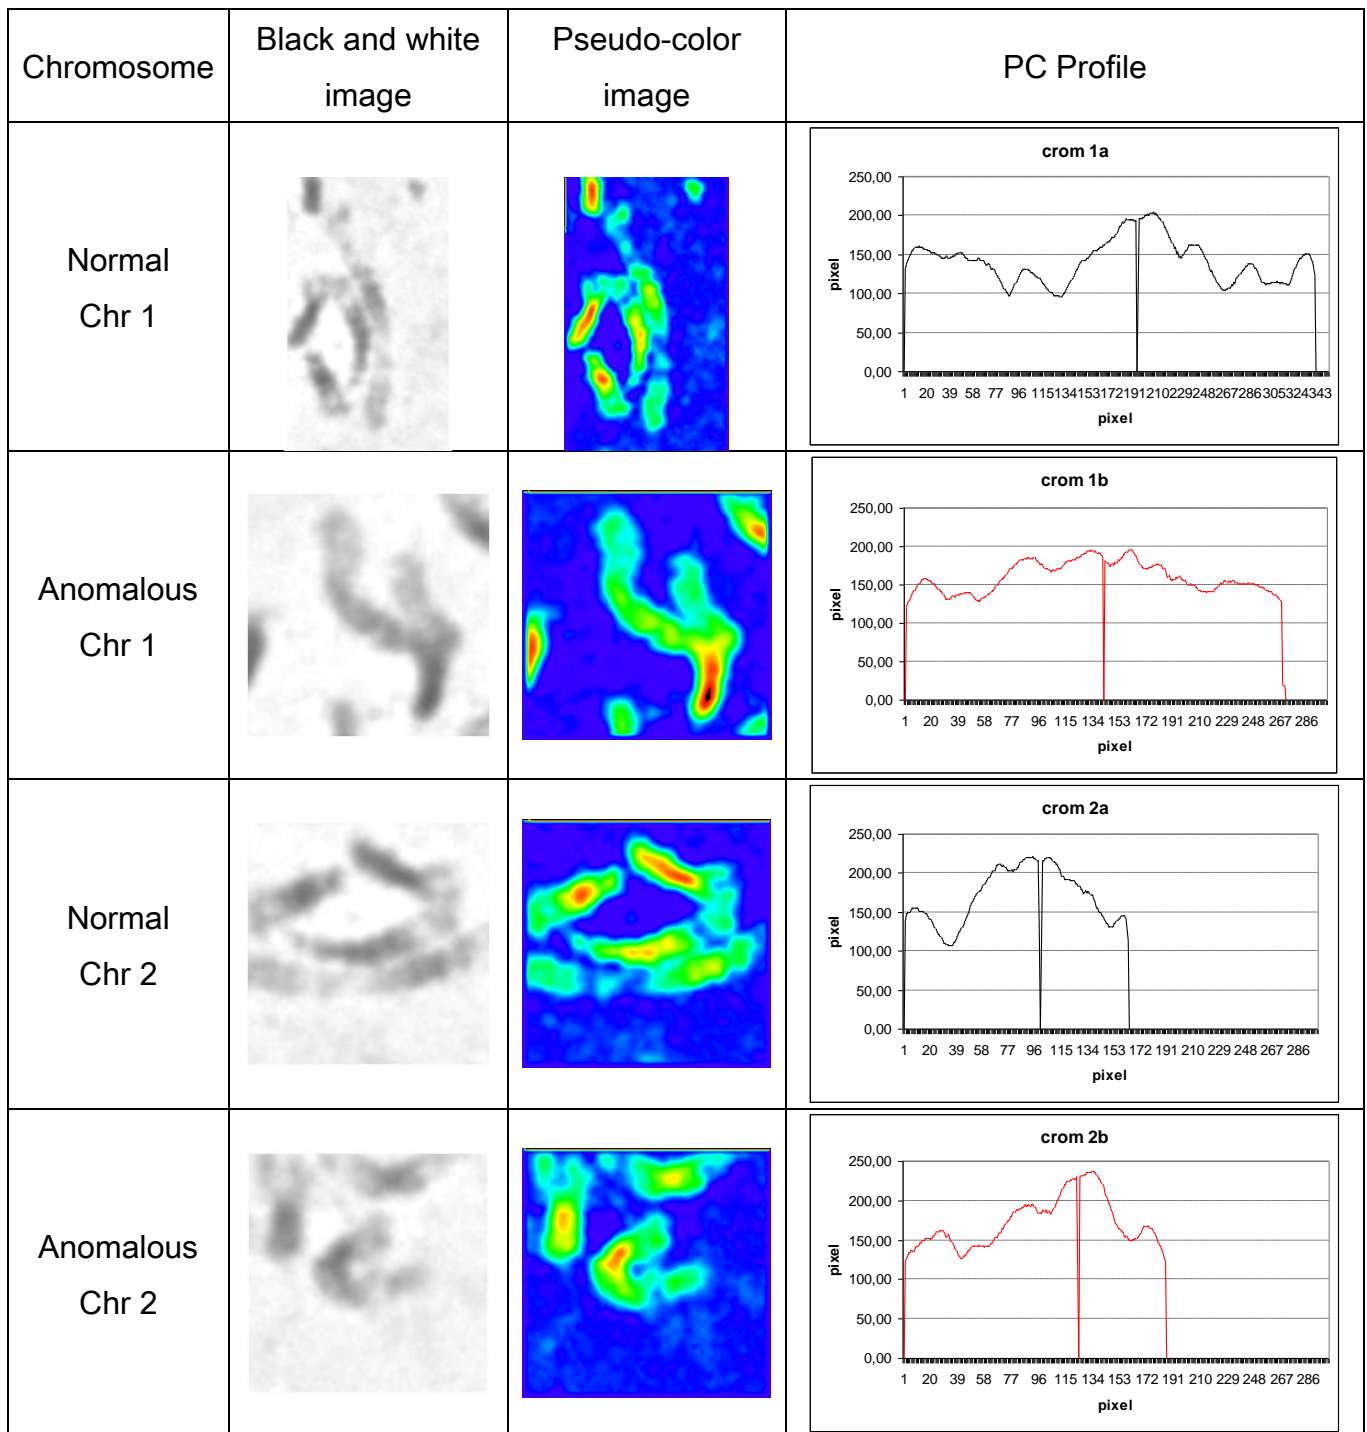 Chromosome
Black and white
image
Pseudo-color
image
PC Profile
Normal
Chr 1
crom 1a
250,00
200,00
150,00
100,00
50,00
0,00
pixel
1 20 39 58 77 96 115134153172191210229248267286305324343
pixel
Anomalous
Chr 1
crom 1b
250,00
200,00
150,00
100,00
50,00
0,00
pixel
1 20 39 58 77 96 115 134 153 172 191 210 229 248 267 286
pixel
Normal
Chr 2
crom 2a
250,00
200,00
150,00
100,00
50,00
0,00
pixel
1 20 39 58 77 96 115 134 153 172 191 210 229 248 267 286
pixel
Anomalous
Chr 2
crom 2b
250,00
200,00
150,00
100,00
50,00
0,00
pixel
1 20 39 58 77 96 115 134 153 172 191 210 229 248 267 286
pixel